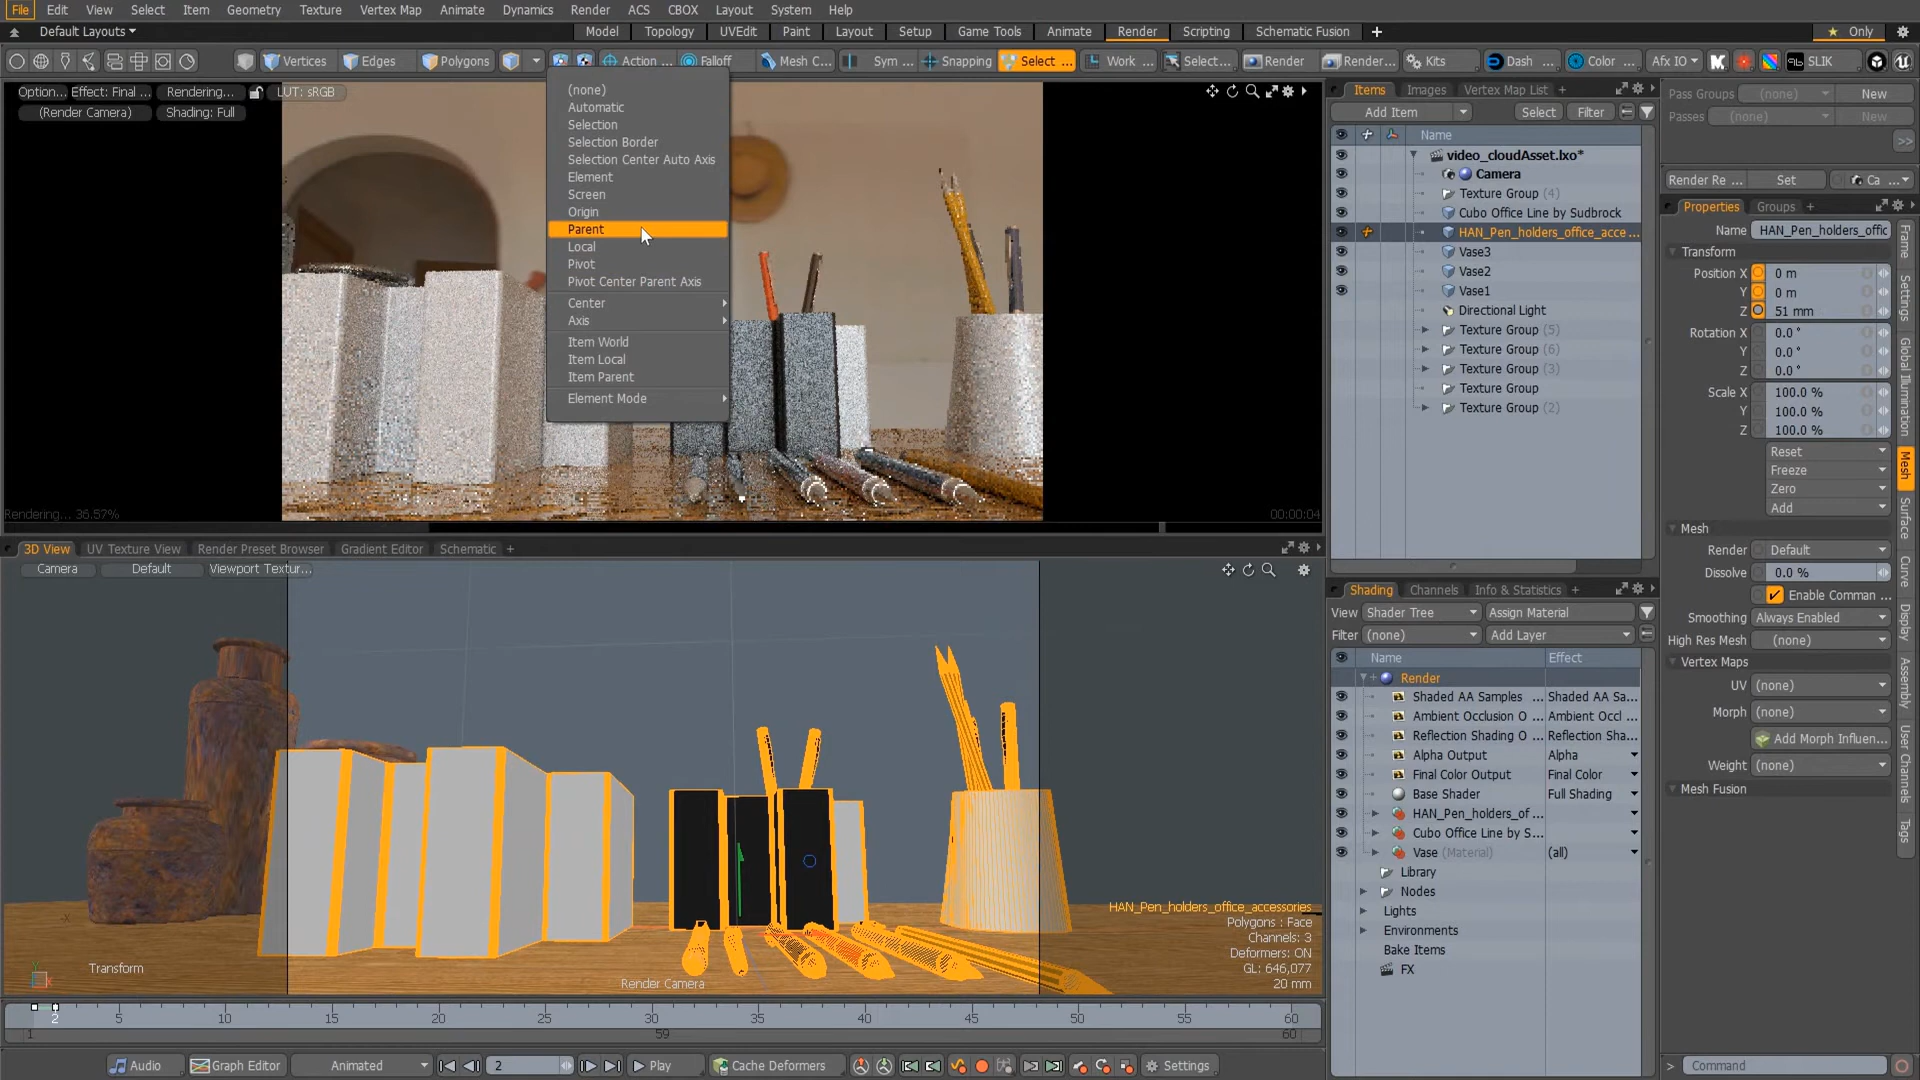 File Edit View Select Item Geometry Texture Vertex Map Animate Dynamics Render ACS CBOX Layout System Help
Default Layouts Model Topology UVEdit Paint Layout Setup Game Tools Animate Render Scripting Schematic Fusion + Only
Vertices Edges Polygons Action ... Falloff Mesh C... Sym ... Snapping Select ... Work ... Select... Render Render... Kits Dash ... Color ... Afx IO SLIK
Option... Effect: Final ... Rendering... LUT: sRGB
(Render Camera) Shading: Full
Rendering... 36.57%
00:00:04
(none)
Automatic
Selection
Selection Border
Selection Center Auto Axis
Element
Screen
Origin
Parent
Local
Pivot
Pivot Center Parent Axis
Center
Axis
Item World
Item Local
Item Parent
Element Mode
3D View UV Texture View Render Preset Browser Gradient Editor Schematic +
Camera Default Viewport Textur...
HAN_Pen_holders_office_accessories
Polygons : Face
Channels: 3
Deformers: ON
GL: 646,077
20 mm
Transform
Render Camera
2 5 10 15 20 25 30 35 40 45 50 55 60
1 59 60
Audio Graph Editor Animated 2 Play Cache Deformers Settings
Items Images Vertex Map List +
Add Item Select Filter
Name
video_cloudAsset.lxo*
Camera
Texture Group (4)
Cubo Office Line by Sudbrock
HAN_Pen_holders_office_acce ...
Vase3
Vase2
Vase1
Directional Light
Texture Group (5)
Texture Group (6)
Texture Group (3)
Texture Group
Texture Group (2)
Shading Channels Info & Statistics +
View Shader Tree Assign Material
Filter (none) Add Layer
Name Effect
Render
Shaded AA Samples ... Shaded AA Sa...
Ambient Occlusion O ... Ambient Occl ...
Reflection Shading O ... Reflection Sha...
Alpha Output Alpha
Final Color Output Final Color
Base Shader Full Shading
HAN_Pen_holders_of ...
Cubo Office Line by S...
Vase (Material) (all)
Library
Nodes
Lights
Environments
Bake Items
FX
Pass Groups (none) New
Passes (none) New
>>
Render Re ... Set Ca ...
Properties Groups +
Name HAN_Pen_holders_offic
Transform
Position X 0 m
Y 0 m
Z 51 mm
Rotation X 0.0 °
Y 0.0 °
Z 0.0 °
Scale X 100.0 %
Y 100.0 %
Z 100.0 %
Reset
Freeze
Zero
Add
Mesh
Render Default
Dissolve 0.0 %
Enable Comman ...
Smoothing Always Enabled
High Res Mesh (none)
Vertex Maps
UV (none)
Morph (none)
Add Morph Influen...
Weight (none)
Mesh Fusion
Frame
Settings
Global Illumination
Mesh
Surface
Curve
Display
Assembly
User Channels
Tags
> Command